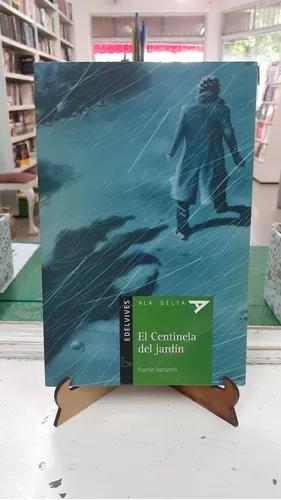 EDELVIVES
ALA DELTA
El Centinela
del jardín
Franco Vaccarini